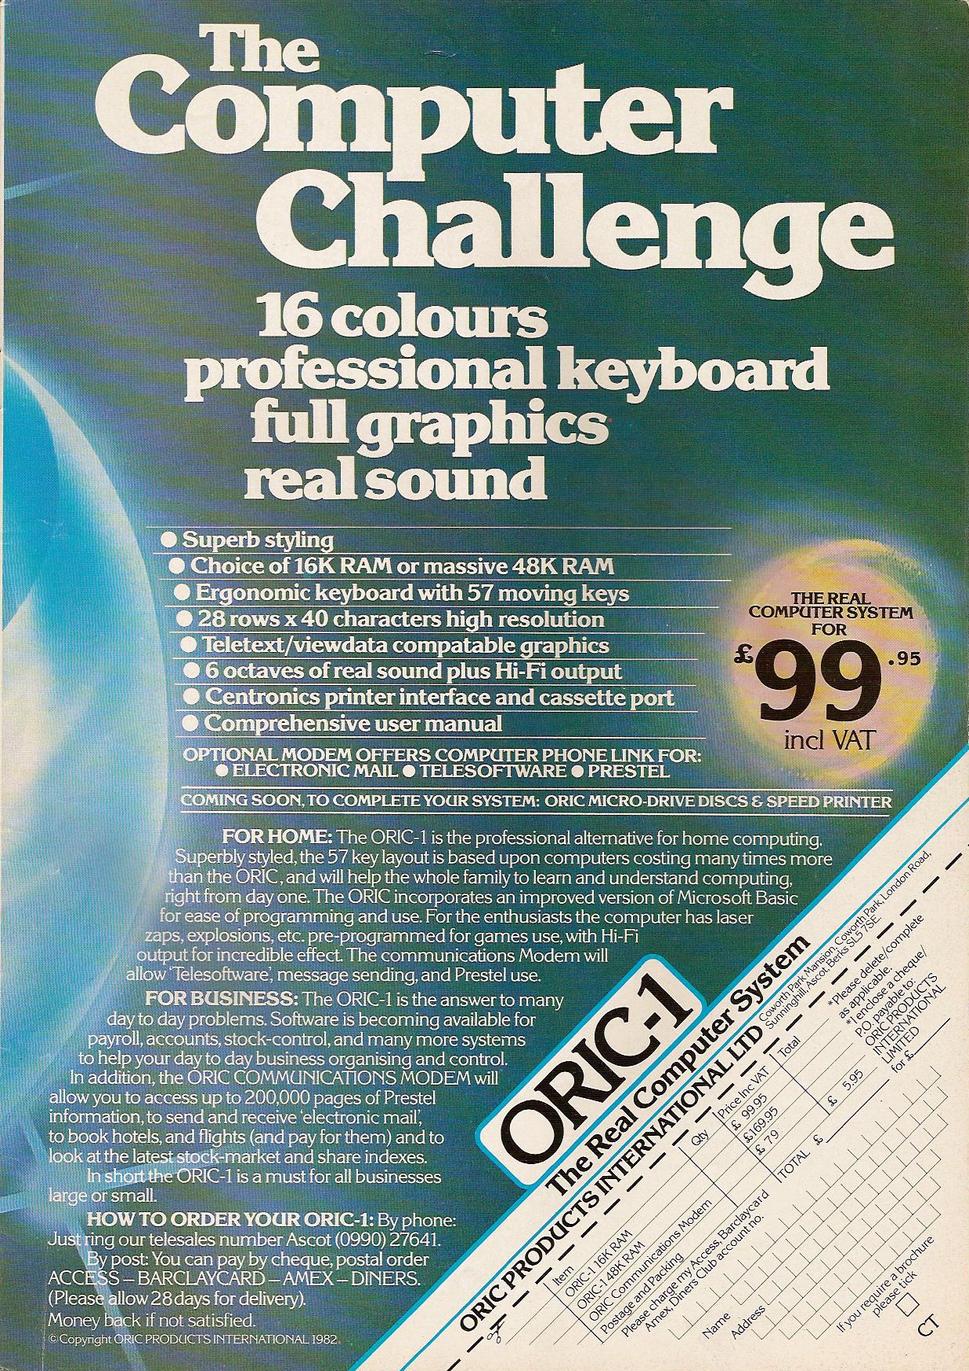 The
Computer
Challenge
16 colours
professional keyboard
full graphics
real sound
● Superb styling
● Choice of 16K RAM or massive 48K RAM
● Ergonomic keyboard with 57 moving keys
● 28 rows x 40 characters high resolution
● Teletext/viewdata compatable graphics
● 6 octaves of real sound plus Hi-Fi output
● Centronics printer interface and cassette port
● Comprehensive user manual
OPTIONAL MODEM OFFERS COMPUTER PHONE LINK FOR:
● ELECTRONIC MAIL ● TELESOFTWARE ● PRESTEL
COMING SOON, TO COMPLETE YOUR SYSTEM: ORIC MICRO-DRIVE DISCS & SPEED PRINTER
THE REAL
COMPUTER SYSTEM
FOR
£99.95
incl VAT
FOR HOME: The ORIC-1 is the professional alternative for home computing.
Superbly styled, the 57 key layout is based upon computers costing many times more
than the ORIC, and will help the whole family to learn and understand computing,
right from day one. The ORIC incorporates an improved version of Microsoft Basic
for ease of programming and use. For the enthusiasts the computer has laser
zaps, explosions, etc. pre-programmed for games use, with Hi-Fi
output for incredible effect. The communications Modem will
allow 'Telesoftware', message sending, and Prestel use.
FOR BUSINESS: The ORIC-1 is the answer to many
day to day problems. Software is becoming available for
payroll, accounts, stock-control, and many more systems
to help your day to day business organising and control.
In addition, the ORIC COMMUNICATIONS MODEM will
allow you to access up to 200,000 pages of Prestel
information, to send and receive 'electronic mail',
to book hotels, and flights (and pay for them) and to
look at the latest stock-market and share indexes.
In short the ORIC-1 is a must for all businesses
large or small.
HOW TO ORDER YOUR ORIC-1: By phone:
Just ring our telesales number Ascot (0990) 27641.
By post: You can pay by cheque, postal order
ACCESS – BARCLAYCARD – AMEX – DINERS.
(Please allow 28 days for delivery).
Money back if not satisfied.
© Copyright ORIC PRODUCTS INTERNATIONAL 1982.
ORIC-1
The Real Computer System
ORIC PRODUCTS INTERNATIONAL LTD
Coworth Park Mansion, Coworth Park, London Road,
Sunninghill, Ascot, Berks SL5 7SE.
Item Qty Price Inc VAT Total
ORIC-1 16K RAM £ 99.95
ORIC-1 48K RAM £169.95
ORIC Communications Modem £ 79
Postage and Packing £ 5.95
TOTAL £
*Please delete/complete
as applicable.
*I enclose a cheque/
P.O. payable to:
ORIC PRODUCTS
INTERNATIONAL
LIMITED
for £
Please charge my Access, Barclaycard
Amex, Diners Club account no.
Name
Address
If you require a brochure
please tick
CT